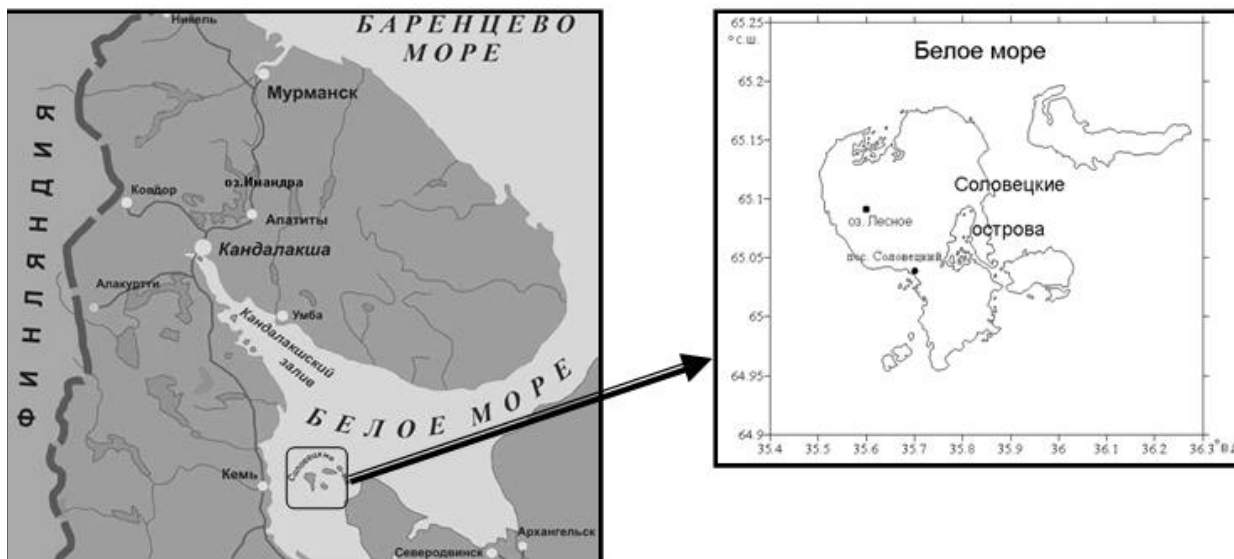 Никель
БАРЕНЦЕВО
МОРЕ
Мурманск
ФИНЛЯНДИЯ
Ковдор
оз.Инандра
Апатиты
Кандалакша
Алакуртти
Умба
Кандалакшский
залив
БЕЛОЕ МОРЕ
Кемь
Соловецкие
Архангельск
Северодвинск
65.25
°с.ш.
65.2
65.15
65.1
65.05
65
64.95
64.9
Белое море
Соловецкие
острова
оз. Лесное
пос. Соловецкий
35.4 35.5 35.6 35.7 35.8 35.9 36 36.1 36.2 36.3 °в.д.